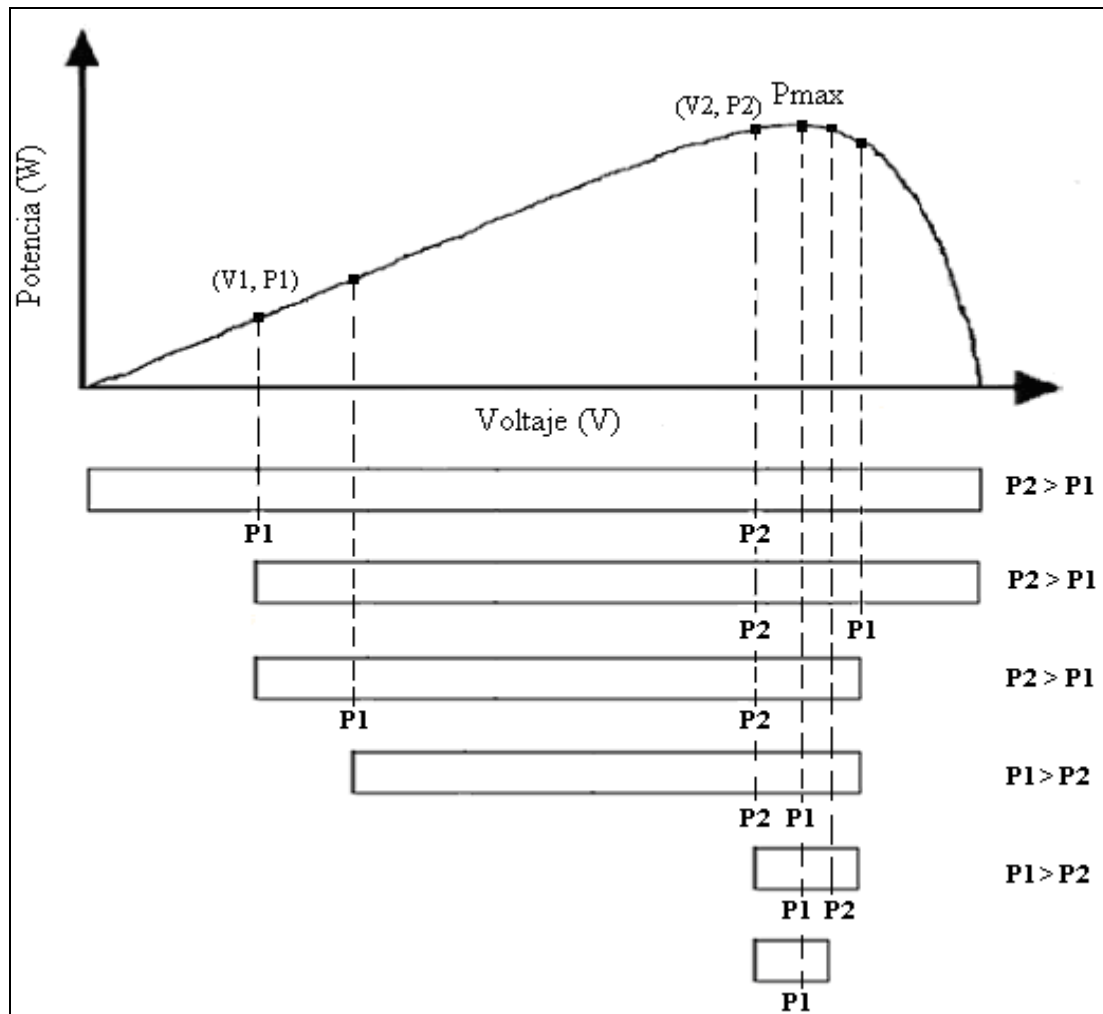 Pmax
(V2, P2)
Potencia (W)
(V1, P1)
Voltaje (V)
P2 > P1
P1 P2
P2 > P1
P2 P1
P2 > P1
P1 P2
P1 > P2
P2 P1
P1 > P2
P1 P2
P1